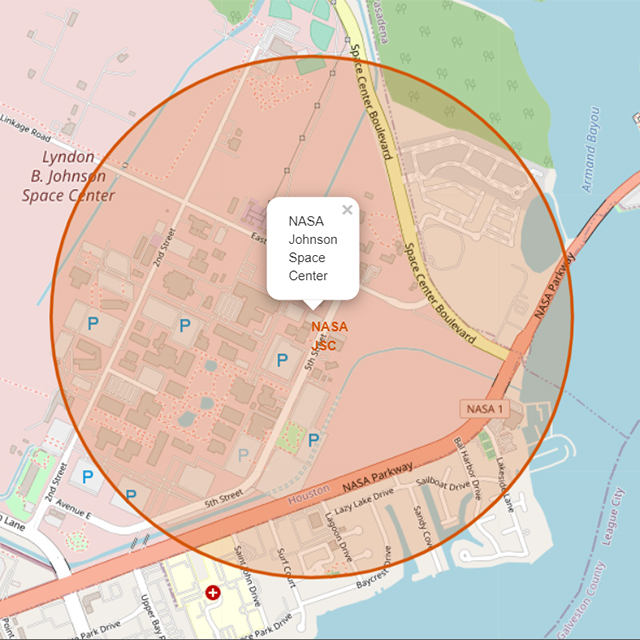 Pasadena
Space Center Boulevard
Armand Bayou
Linkage Road
Lyndon
B. Johnson
Space Center
2nd Street
East
NASA
Johnson
Space
Center
×
Space Center Boulevard
NASA Parkway
P
P
NASA
JSC
5th Street
P
NASA 1
P
P
Bal Harbor Drive
Lakeside Lane
2nd Street
P
P
NASA Parkway
Houston
5th Street
Sailboat Drive
Lazy Lake Drive
Avenue E
Lane
Lagoon Drive
Sandy Cove
League City
Galveston County
Saint John Drive
Surf Court
Baycrest Drive
Upper Bay
Point
Park Drive
ce Park Drive